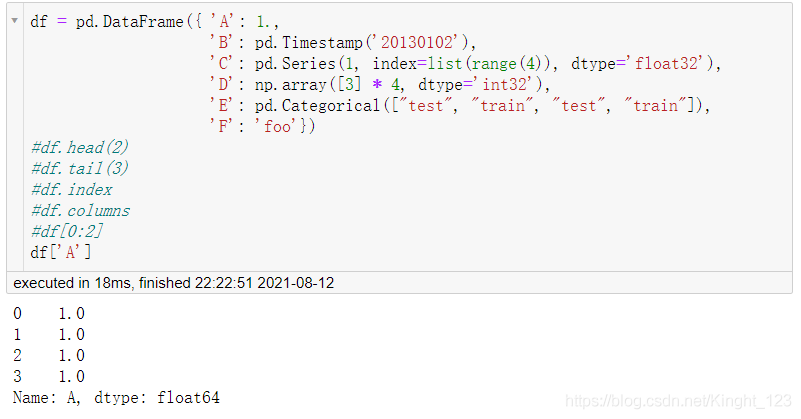 df = pd.DataFrame({ 'A': 1.,
'B': pd.Timestamp('20130102'),
'C': pd.Series(1, index=list(range(4)), dtype='float32'),
'D': np.array([3] * 4, dtype='int32'),
'E': pd.Categorical(["test", "train", "test", "train"]),
'F': 'foo'})
#df.head(2)
#df.tail(3)
#df.index
#df.columns
#df[0:2]
df['A']
executed in 18ms, finished 22:22:51 2021-08-12
0 1.0
1 1.0
2 1.0
3 1.0
Name: A, dtype: float64
https://blog.csdn.net/Kinght_123